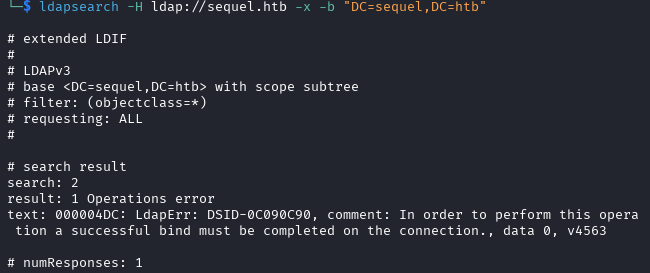 └─$ ldapsearch -H ldap://sequel.htb -x -b "DC=sequel,DC=htb"
# extended LDIF
#
# LDAPv3
# base <DC=sequel,DC=htb> with scope subtree
# filter: (objectclass=*)
# requesting: ALL
#
# search result
search: 2
result: 1 Operations error
text: 000004DC: LdapErr: DSID-0C090C90, comment: In order to perform this opera
 tion a successful bind must be completed on the connection., data 0, v4563
# numResponses: 1